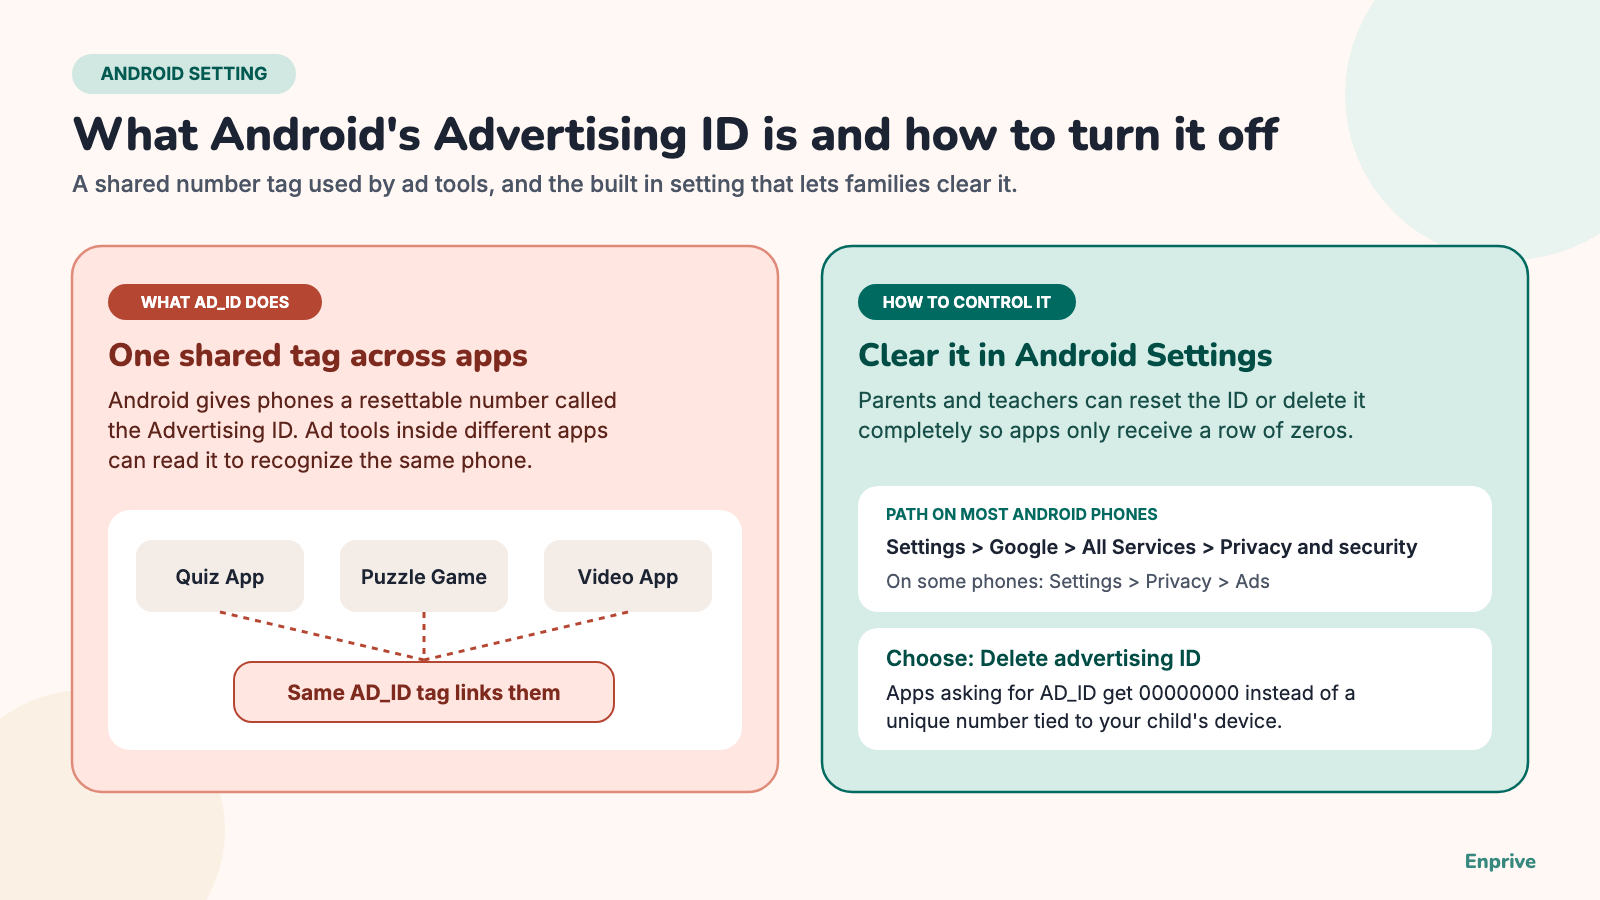 ANDROID SETTING
What Android's Advertising ID is and how to turn it off
A shared number tag used by ad tools, and the built in setting that lets families clear it.
WHAT AD_ID DOES
One shared tag across apps
Android gives phones a resettable number called
the Advertising ID. Ad tools inside different apps
can read it to recognize the same phone.
Quiz App
Puzzle Game
Video App
Same AD_ID tag links them
HOW TO CONTROL IT
Clear it in Android Settings
Parents and teachers can reset the ID or delete it
completely so apps only receive a row of zeros.
PATH ON MOST ANDROID PHONES
Settings > Google > All Services > Privacy and security
On some phones: Settings > Privacy > Ads
Choose: Delete advertising ID
Apps asking for AD_ID get 00000000 instead of a
unique number tied to your child's device.
Enprive